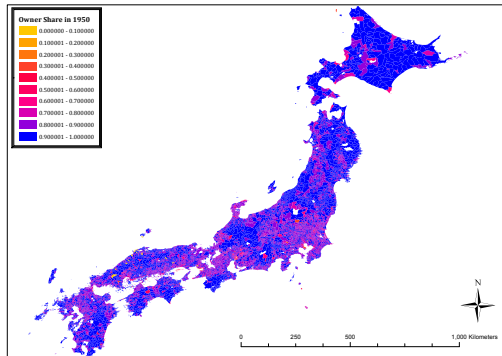 Owner Share in 1950
0.000000 - 0.100000
0.100001 - 0.200000
0.200001 - 0.300000
0.300001 - 0.400000
0.400001 - 0.500000
0.500001 - 0.600000
0.600001 - 0.700000
0.700001 - 0.800000
0.800001 - 0.900000
0.900001 - 1.000000
N
0 250 500 1,000 Kilometers